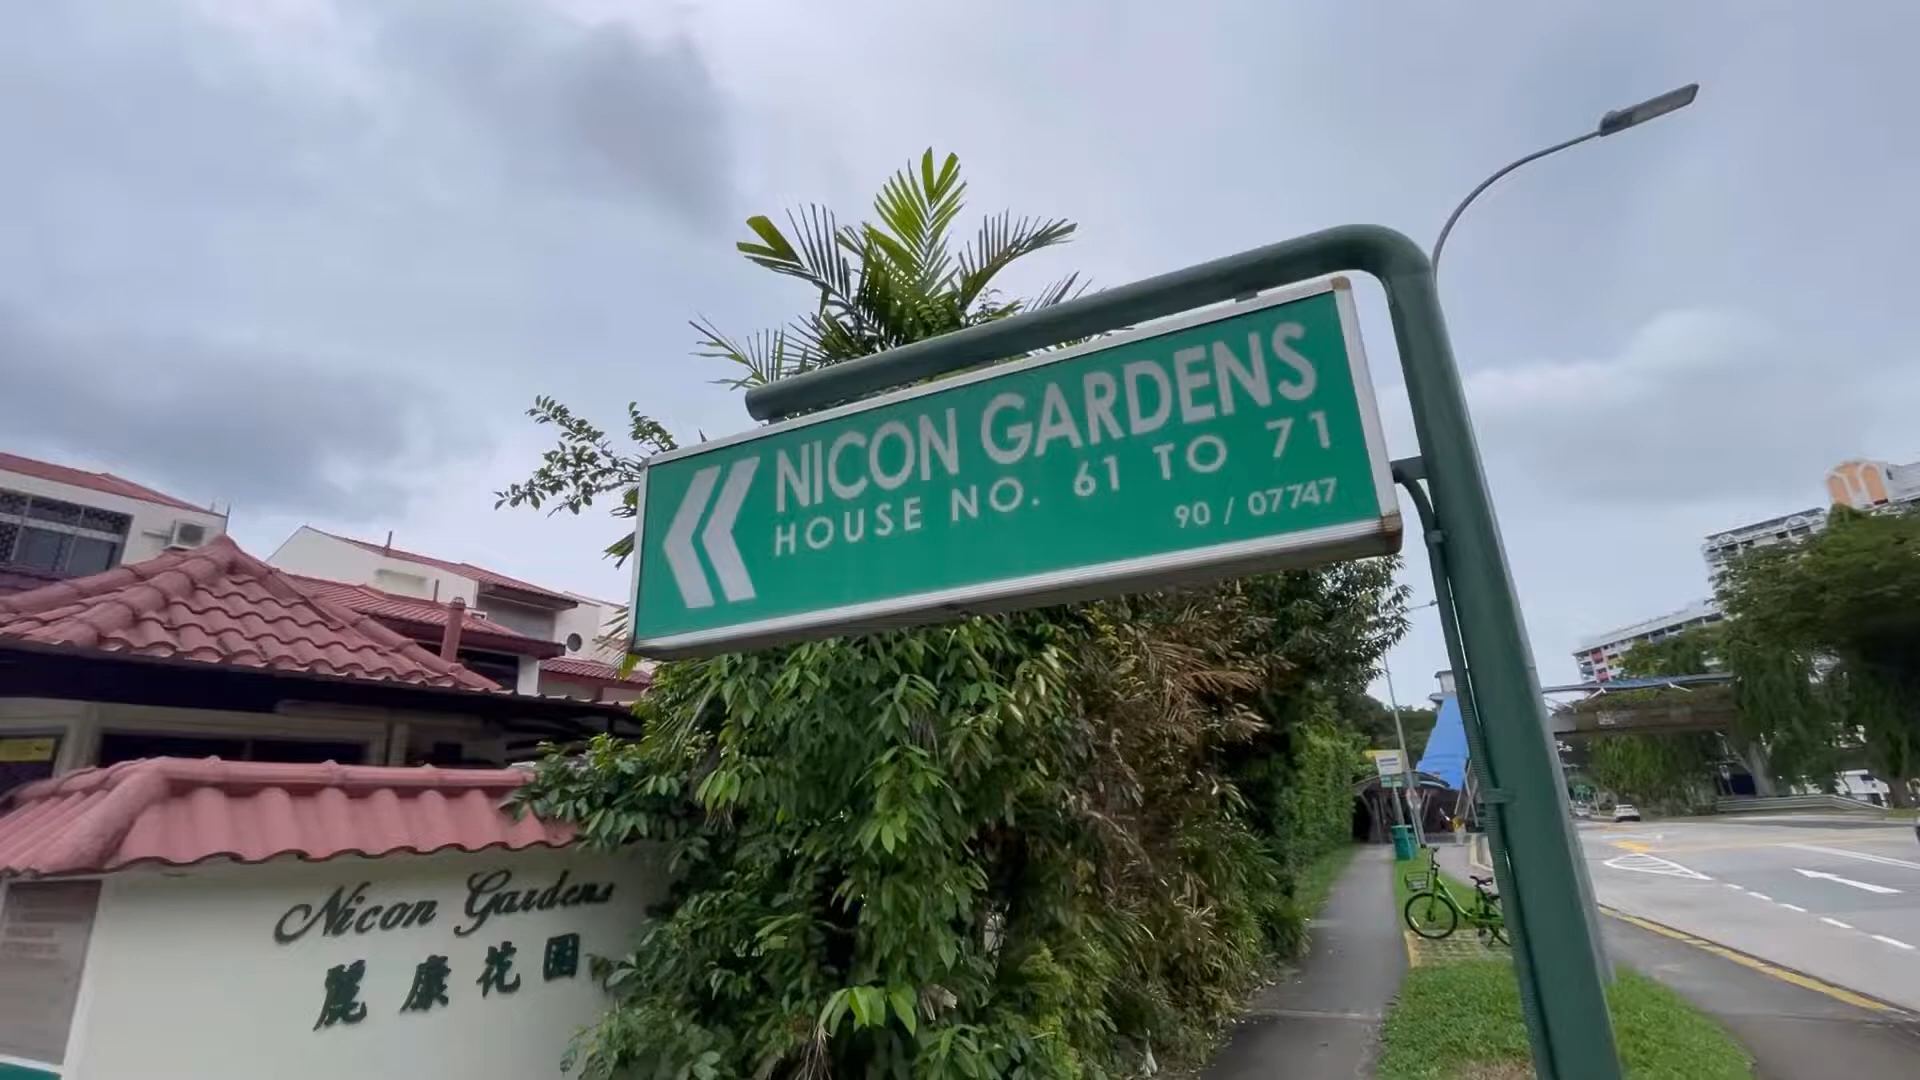 NICON GARDENS
HOUSE NO. 61 TO 71
90 / 07747
Nicon Gardens
麗康花園